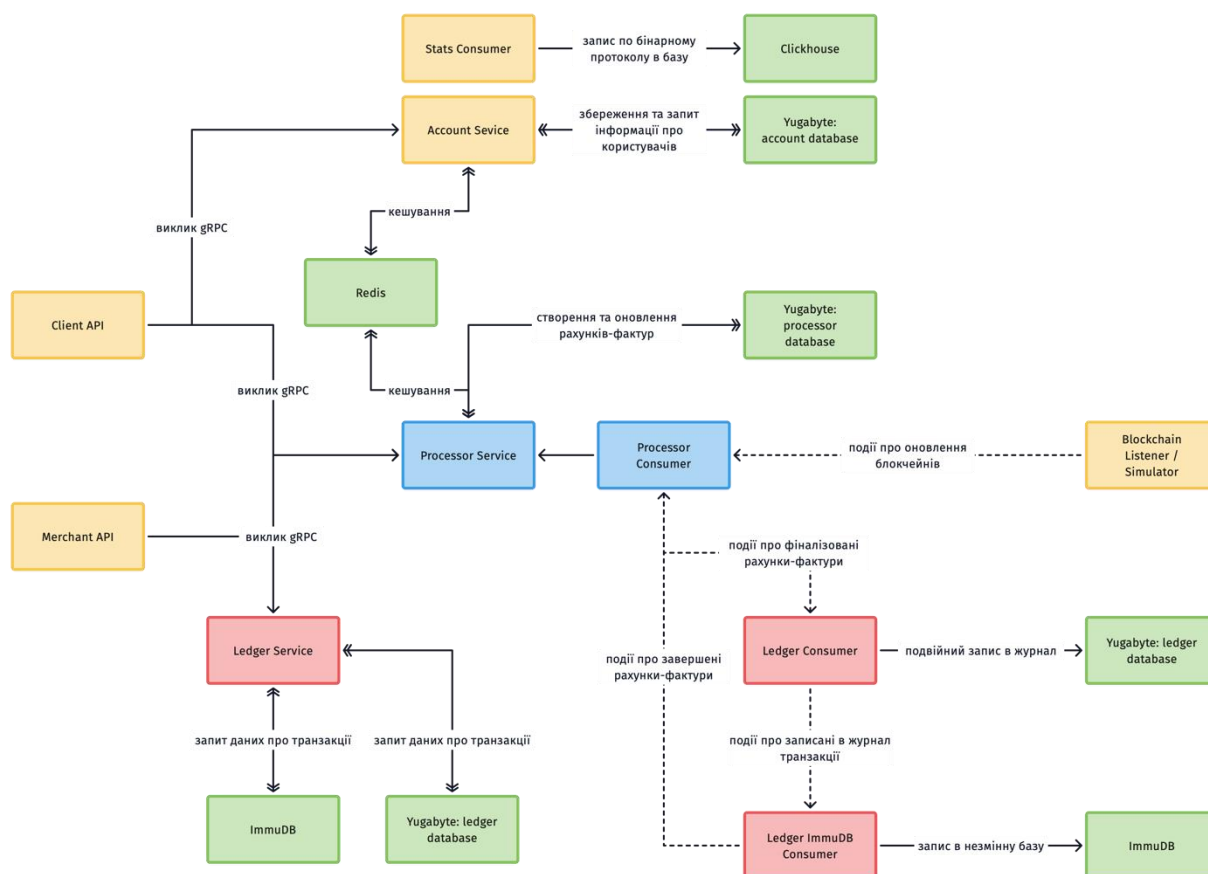 Stats Consumer
запис по бінарному
протоколу в базу
Clickhouse
Account Sevice
збереження та запит
інформації про
користувачів
Yugabyte:
account database
виклик gRPC
кешування
Redis
Client API
створення та оновлення
рахунків-фактур
Yugabyte:
processor
database
виклик gRPC
кешування
Processor Service
Processor
Consumer
події про оновлення
блокчейнів
Blockchain
Listener /
Simulator
Merchant API
виклик gRPC
події про фіналізовані
рахунки-фактури
Ledger Service
події про завершені
рахунки-фактури
Ledger Consumer
подвійний запис в журнал
Yugabyte: ledger
database
запит даних про транзакції
запит даних про транзакції
події про записані в журнал
транзакції
ImmuDB
Yugabyte: ledger
database
Ledger ImmuDB
Consumer
запис в незмінну базу
ImmuDB